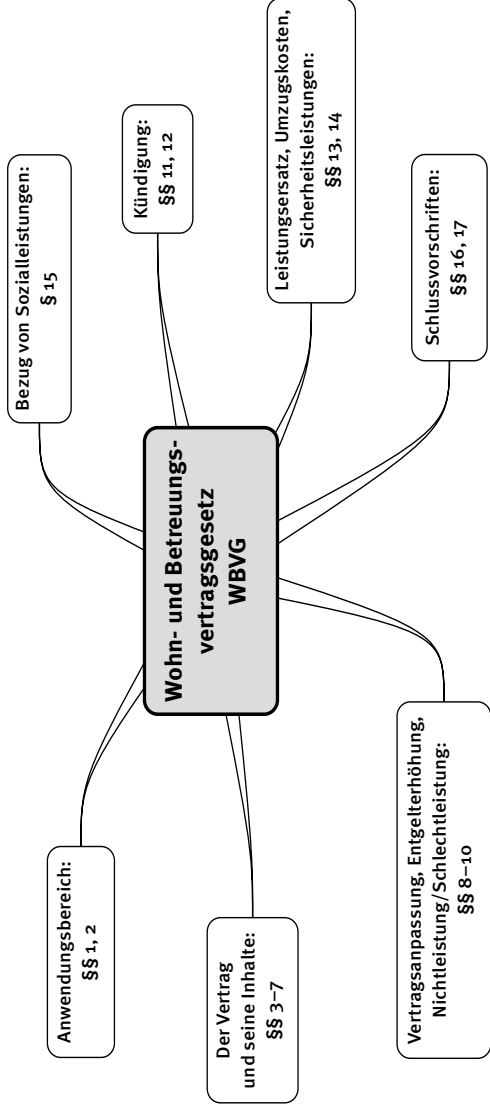 Wohn- und Betreuungs-
vertragsgesetz
WBVG
Anwendungsbereich:
§§ 1, 2
Der Vertrag
und seine Inhalte:
§§ 3–7
Vertragsanpassung, Entgelterhöhung,
Nichtleistung/Schlechtleistung:
§§ 8–10
Kündigung:
§§ 11, 12
Leistungsersatz, Umzugskosten,
Sicherheitsleistungen:
§§ 13, 14
Bezug von Sozialleistungen:
§ 15
Schlussvorschriften:
§§ 16, 17